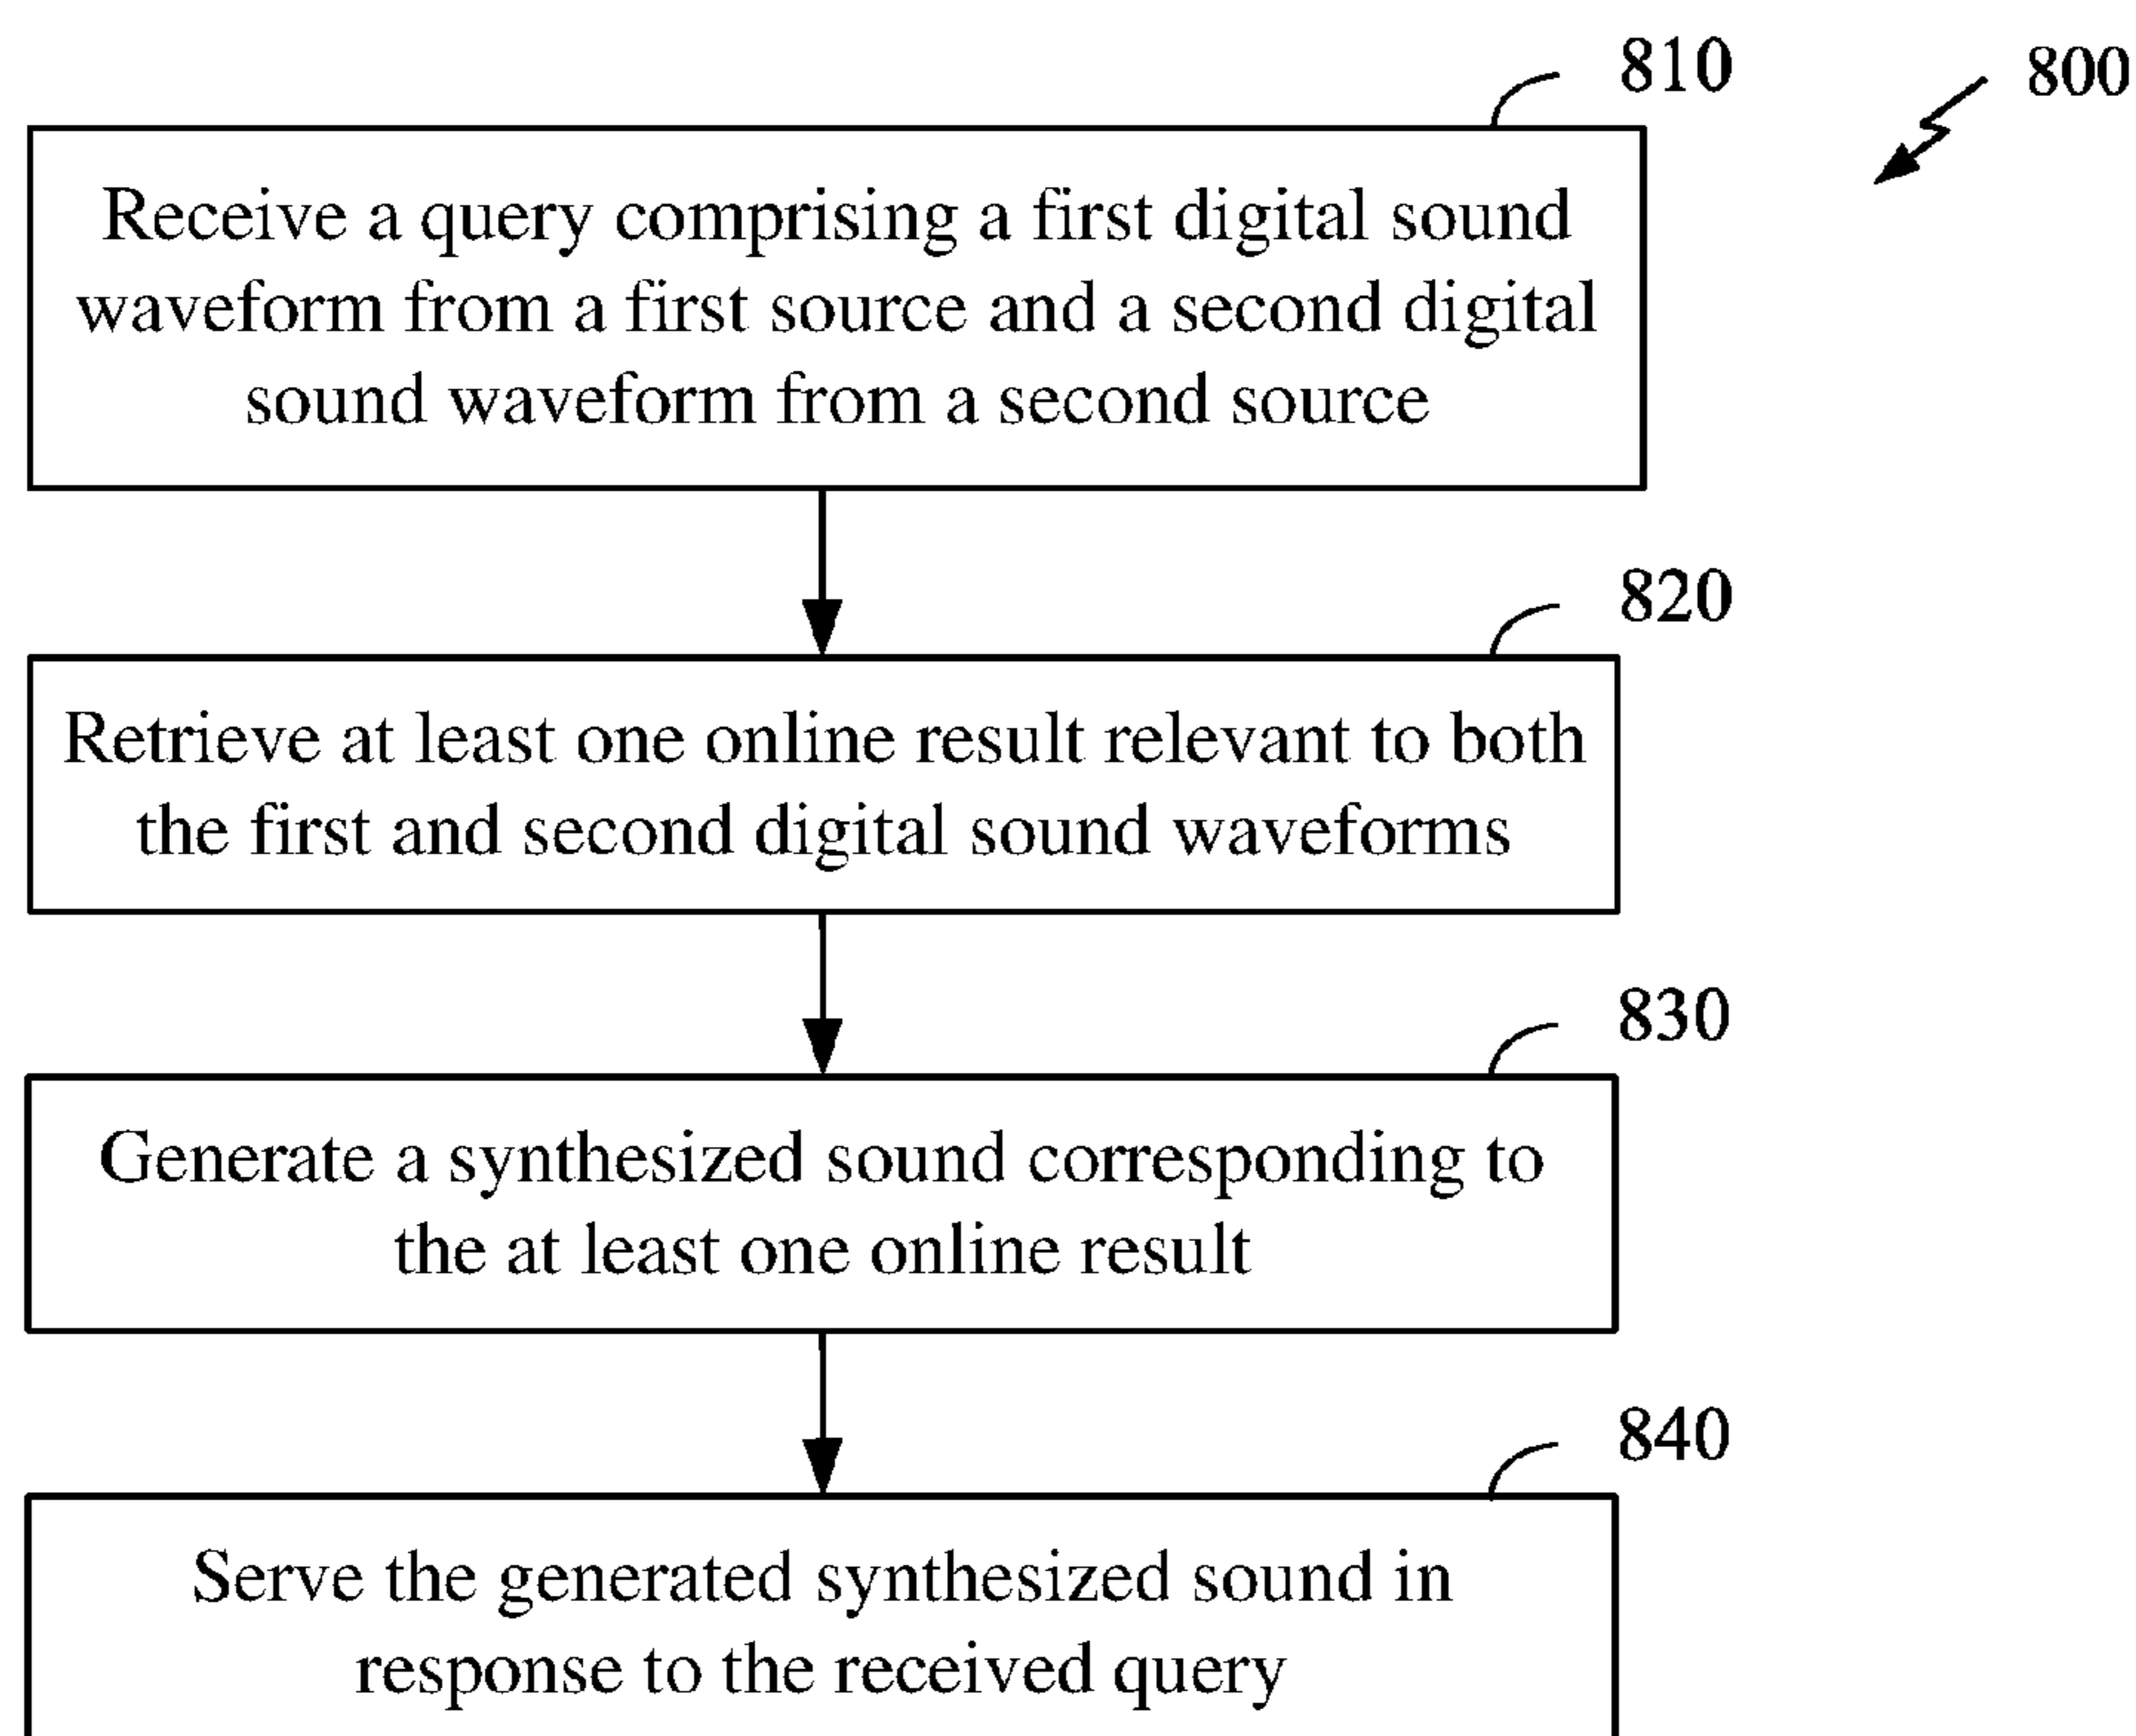 810
800
Receive a query comprising a first digital sound
waveform from a first source and a second digital
sound waveform from a second source
820
Retrieve at least one online result relevant to both
the first and second digital sound waveforms
830
Generate a synthesized sound corresponding to
the at least one online result
840
Serve the generated synthesized sound in
response to the received query